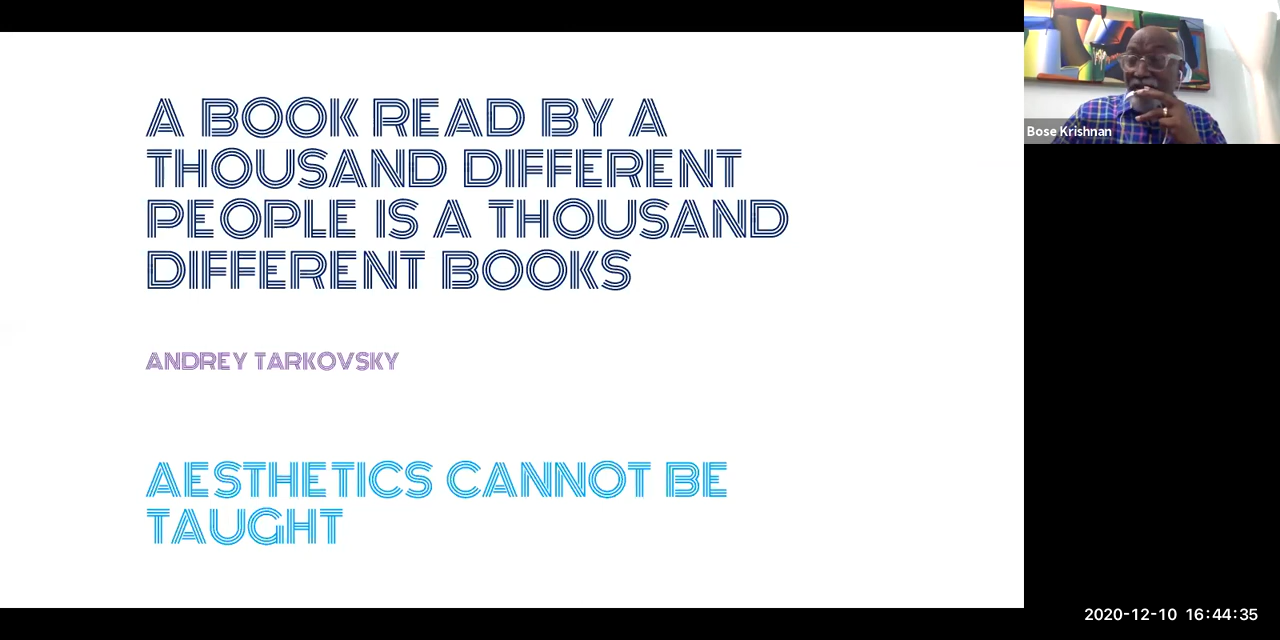 A BOOK READ BY A
THOUSAND DIFFERENT
PEOPLE IS A THOUSAND
DIFFERENT BOOKS
ANDREY TARKOVSKY
AESTHETICS CANNOT BE
TAUGHT
Bose Krishnan
2020-12-10 16:44:35